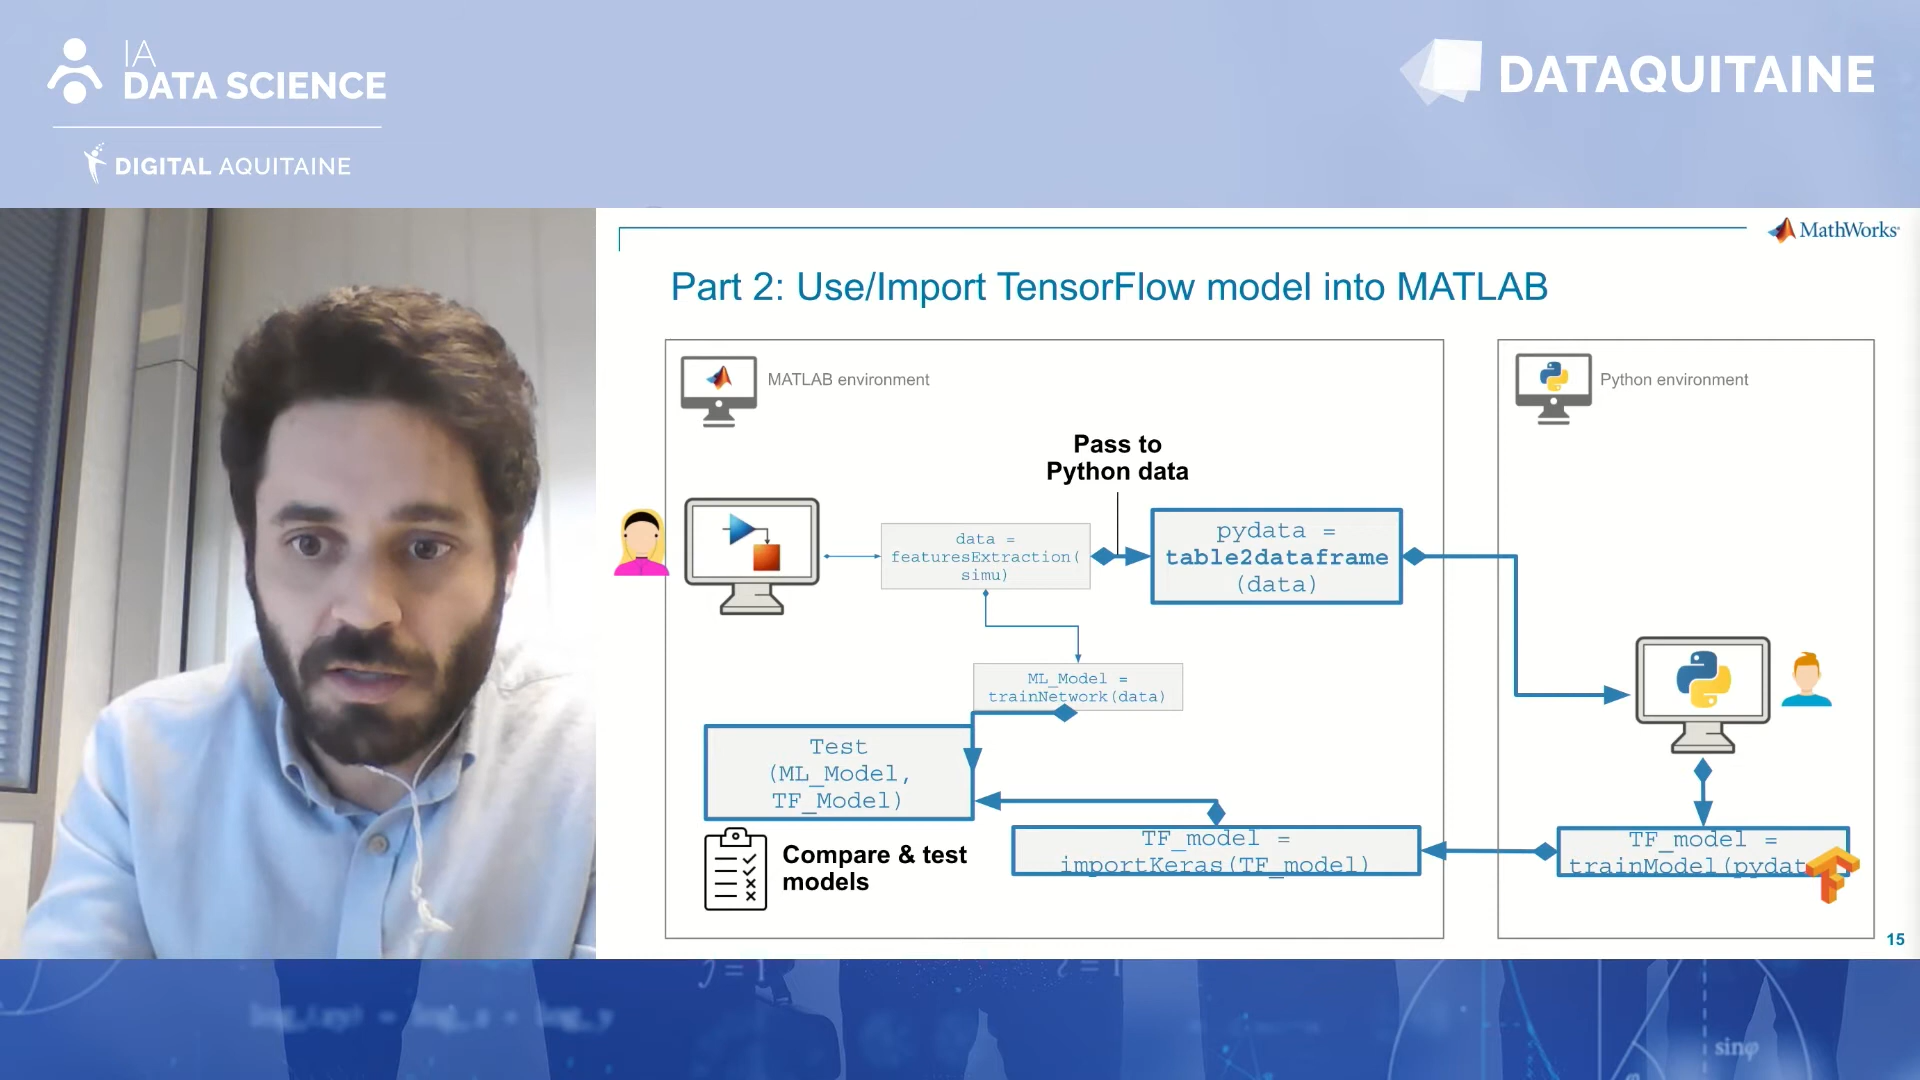 IA
DATA SCIENCE
DIGITAL AQUITAINE
DATAQUITAINE
MathWorks
Part 2: Use/Import TensorFlow model into MATLAB
MATLAB environment
Python environment
Pass to
Python data
data =
featuresExtraction(
simu)
pydata =
table2dataframe
(data)
ML_Model =
trainNetwork(data)
Test
(ML_Model,
TF_Model)
Compare & test
models
TF_model =
importKeras(TF_model)
TF_model =
trainModel(pydat
15
sinφ